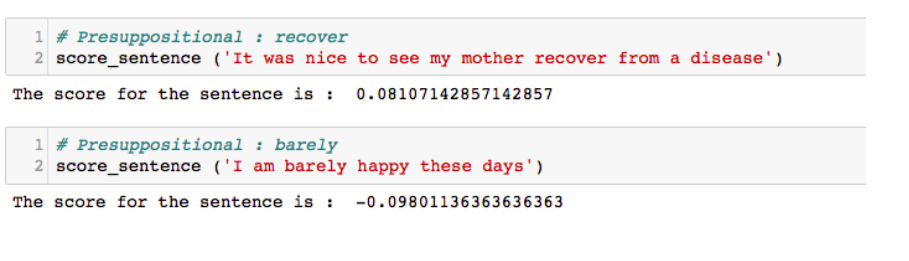 1 # Presuppositional : recover
2 score_sentence ('It was nice to see my mother recover from a disease')
The score for the sentence is :  0.08107142857142857
1 # Presuppositional : barely
2 score_sentence ('I am barely happy these days')
The score for the sentence is :  -0.09801136363636363